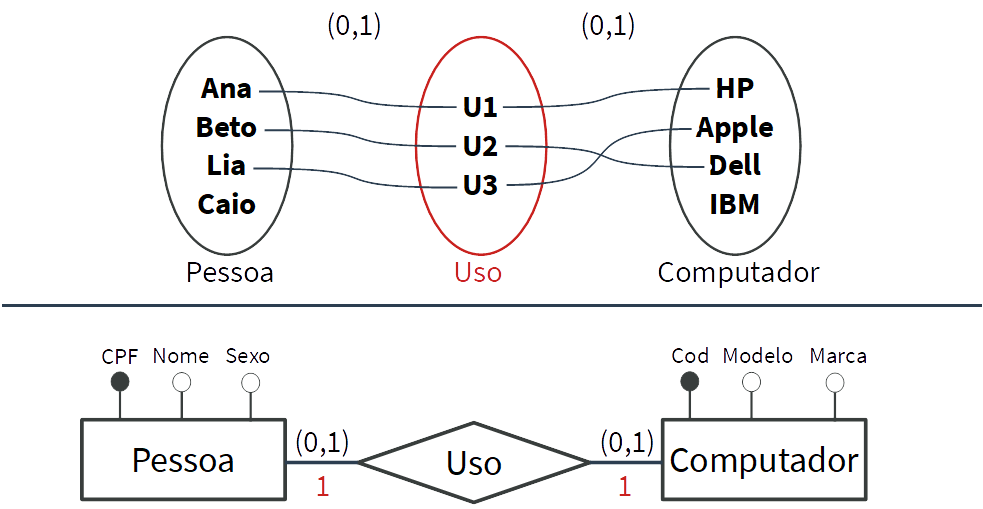 (0,1) (0,1)
Ana U1 HP
Beto U2 Apple
Lia U3 Dell
Caio IBM
Pessoa Uso Computador
CPF Nome Sexo Cod Modelo Marca
(0,1) (0,1)
Pessoa Uso Computador
1 1